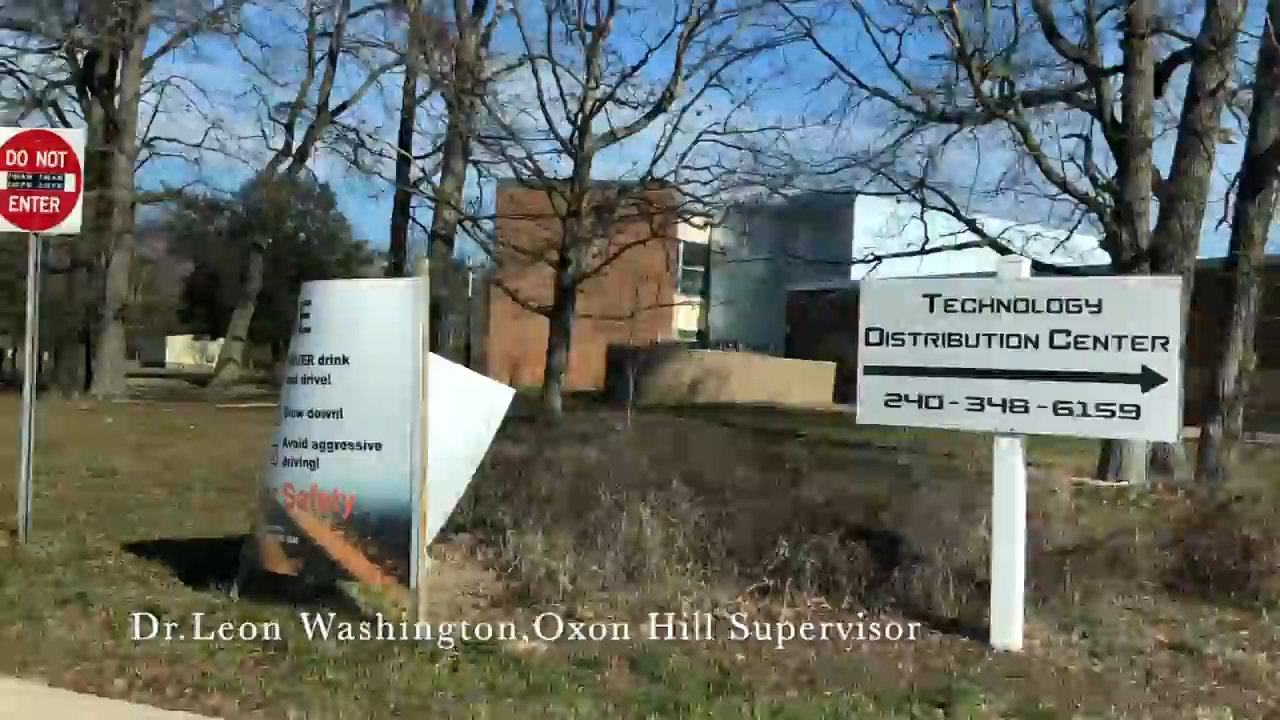 DO NOT
ENTER
E
VER drink
drive!
Slow down!
Avoid aggressive
driving!
Safety
TECHNOLOGY
DISTRIBUTION CENTER
240-348-6159
Dr.Leon Washington,Oxon Hill Supervisor